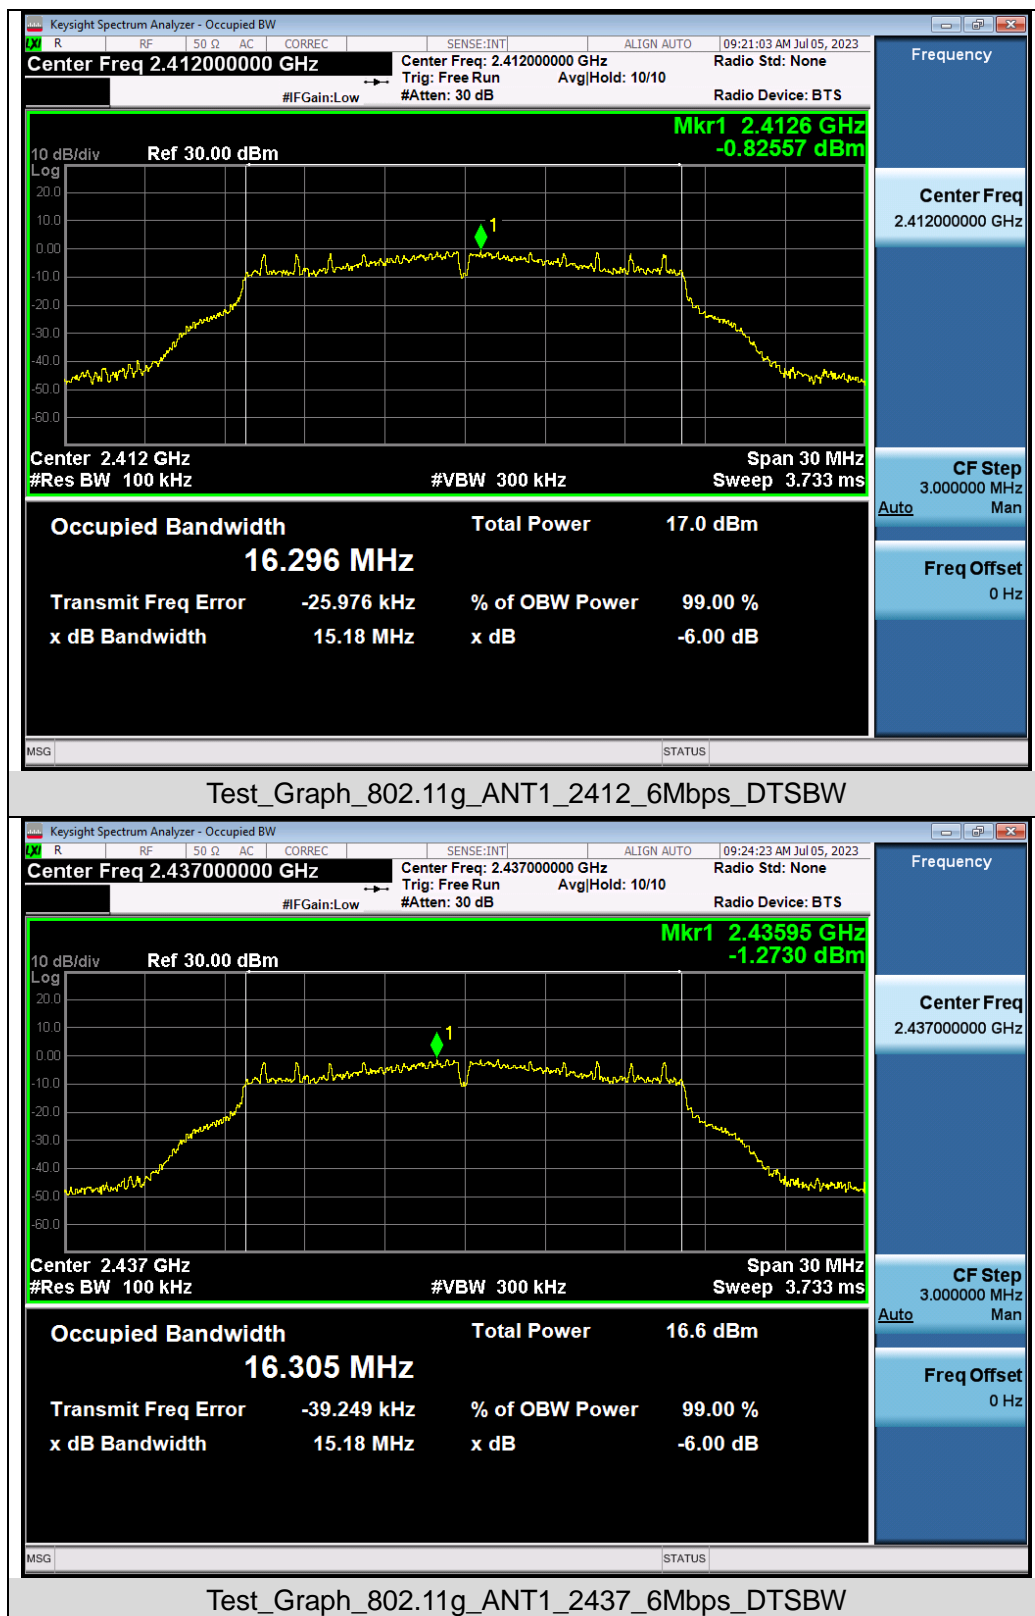 Keysight Spectrum Analyzer - Occupied BW
LXI R RF 50 Ω AC CORREC SENSE:INT ALIGN AUTO 09:21:03 AM Jul 05, 2023
Center Freq 2.412000000 GHz
Center Freq: 2.412000000 GHz Radio Std: None
Trig: Free Run Avg|Hold: 10/10
#IFGain:Low #Atten: 30 dB Radio Device: BTS
Frequency
Mkr1 2.4126 GHz
-0.82557 dBm
10 dB/div Ref 30.00 dBm
Log
20.0
10.0
0.00
-10.0
-20.0
-30.0
-40.0
-50.0
-60.0
1
Center 2.412 GHz Span 30 MHz
#Res BW 100 kHz #VBW 300 kHz Sweep 3.733 ms
Center Freq
2.412000000 GHz
CF Step
3.000000 MHz
Auto Man
Freq Offset
0 Hz
Occupied Bandwidth Total Power 17.0 dBm
16.296 MHz
Transmit Freq Error -25.976 kHz % of OBW Power 99.00 %
x dB Bandwidth 15.18 MHz x dB -6.00 dB
MSG STATUS
Test_Graph_802.11g_ANT1_2412_6Mbps_DTSBW
Keysight Spectrum Analyzer - Occupied BW
LXI R RF 50 Ω AC CORREC SENSE:INT ALIGN AUTO 09:24:23 AM Jul 05, 2023
Center Freq 2.437000000 GHz
Center Freq: 2.437000000 GHz Radio Std: None
Trig: Free Run Avg|Hold: 10/10
#IFGain:Low #Atten: 30 dB Radio Device: BTS
Frequency
Mkr1 2.43595 GHz
-1.2730 dBm
10 dB/div Ref 30.00 dBm
Log
20.0
10.0
0.00
-10.0
-20.0
-30.0
-40.0
-50.0
-60.0
1
Center 2.437 GHz Span 30 MHz
#Res BW 100 kHz #VBW 300 kHz Sweep 3.733 ms
Center Freq
2.437000000 GHz
CF Step
3.000000 MHz
Auto Man
Freq Offset
0 Hz
Occupied Bandwidth Total Power 16.6 dBm
16.305 MHz
Transmit Freq Error -39.249 kHz % of OBW Power 99.00 %
x dB Bandwidth 15.18 MHz x dB -6.00 dB
MSG STATUS
Test_Graph_802.11g_ANT1_2437_6Mbps_DTSBW